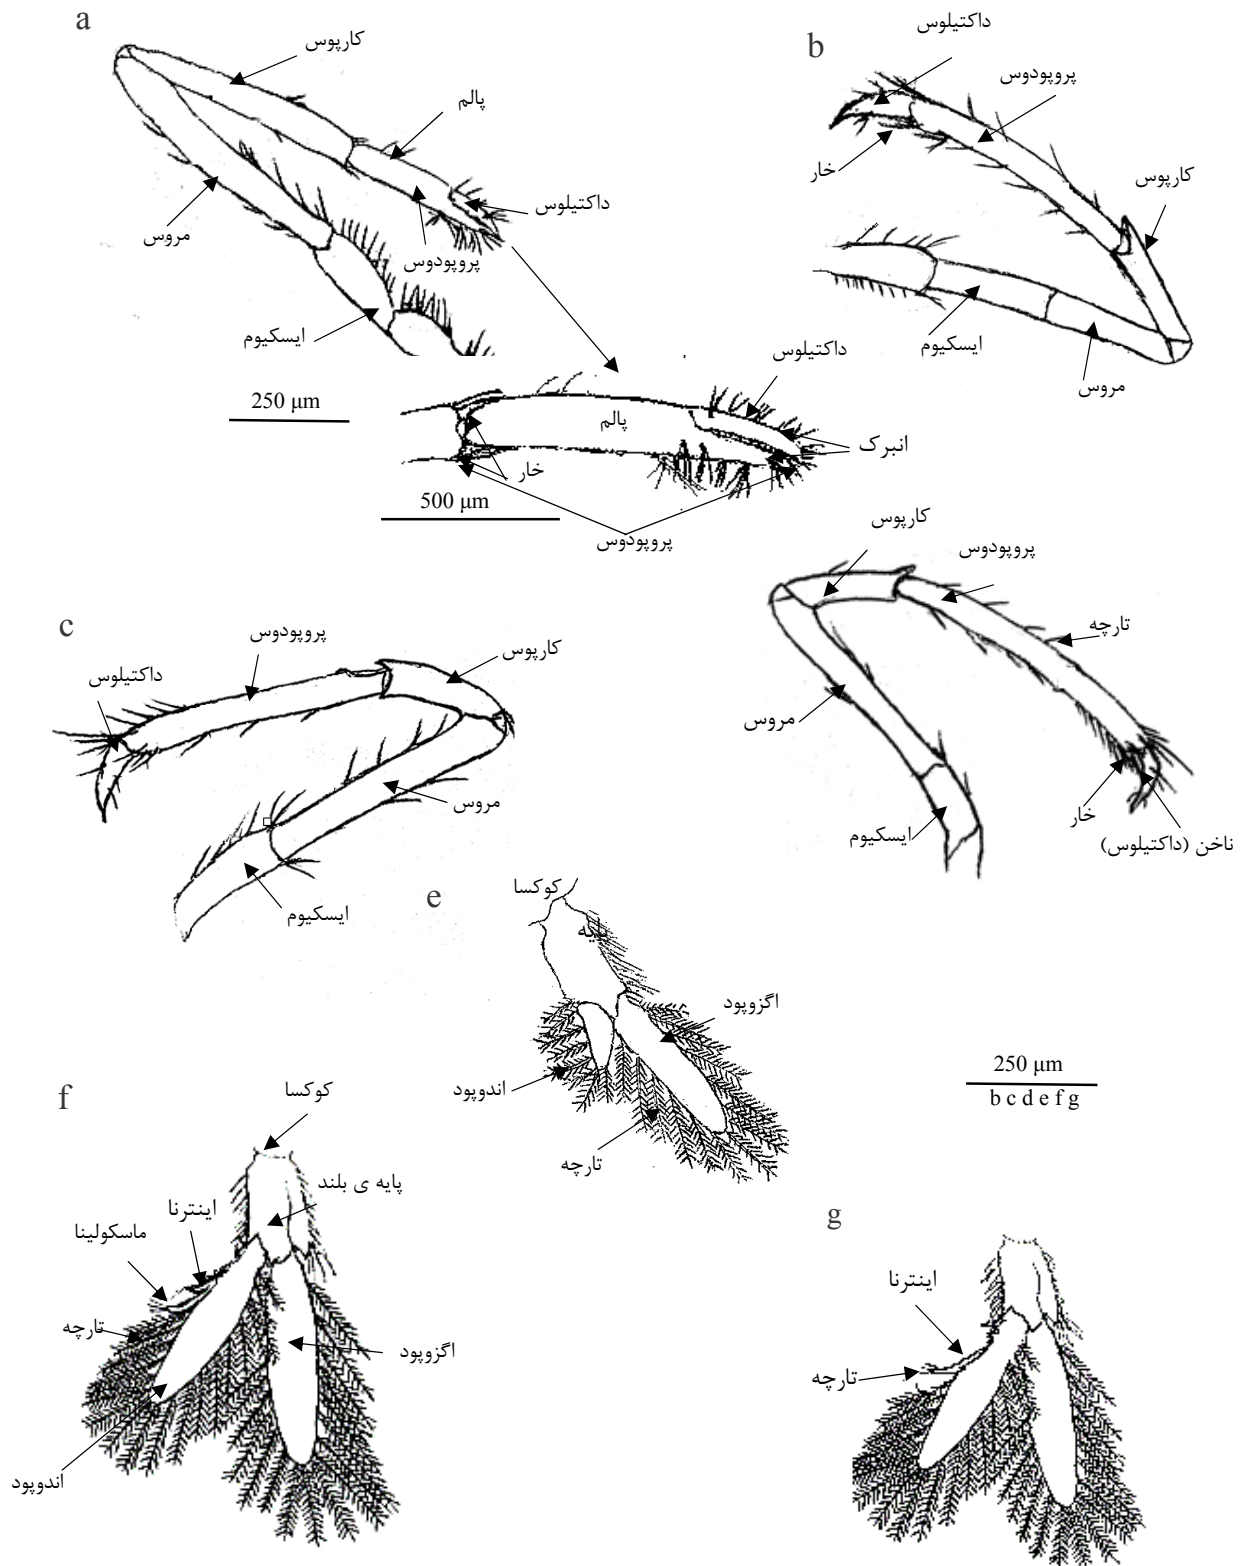 a
کارپوس
پالم
داکتیلوس
پروپودوس
مروس
ایسکیوم
b
داکتیلوس
پروپودوس
خار
کارپوس
ایسکیوم
مروس
250 µm
داکتیلوس
پالم
انبرک
خار
500 µm
پروپودوس
کارپوس
پروپودوس
تارچه
مروس
خار
ایسکیوم
ناخن (داکتیلوس)
c
پروپودوس
کارپوس
داکتیلوس
مروس
ایسکیوم
e
کوکسا
پایه
اگزوپود
اندوپود
تارچه
250 µm
b c d e f g
f
کوکسا
پایه ی بلند
اینترنا
ماسکولینا
تارچه
اگزوپود
اندوپود
g
اینترنا
تارچه